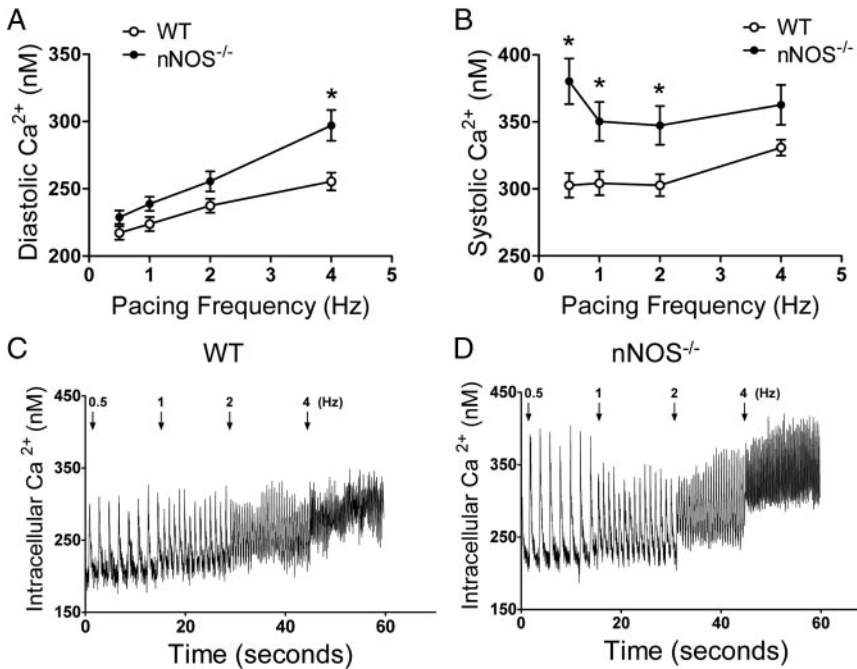 A
WT
nNOS⁻/⁻
Diastolic Ca²⁺ (nM)
350
300
250
200
*
0 1 2 3 4 5
Pacing Frequency (Hz)
B
WT
nNOS⁻/⁻
Systolic Ca²⁺ (nM)
400
350
300
250
* * *
0 1 2 3 4 5
Pacing Frequency (Hz)
C
WT
Intracellular Ca²⁺ (nM)
450
350
250
150
0.5 1 2 4 (Hz)
0 20 40 60
Time (seconds)
D
nNOS⁻/⁻
Intracellular Ca²⁺ (nM)
450
350
250
150
0.5 1 2 4 (Hz)
0 20 40 60
Time (seconds)